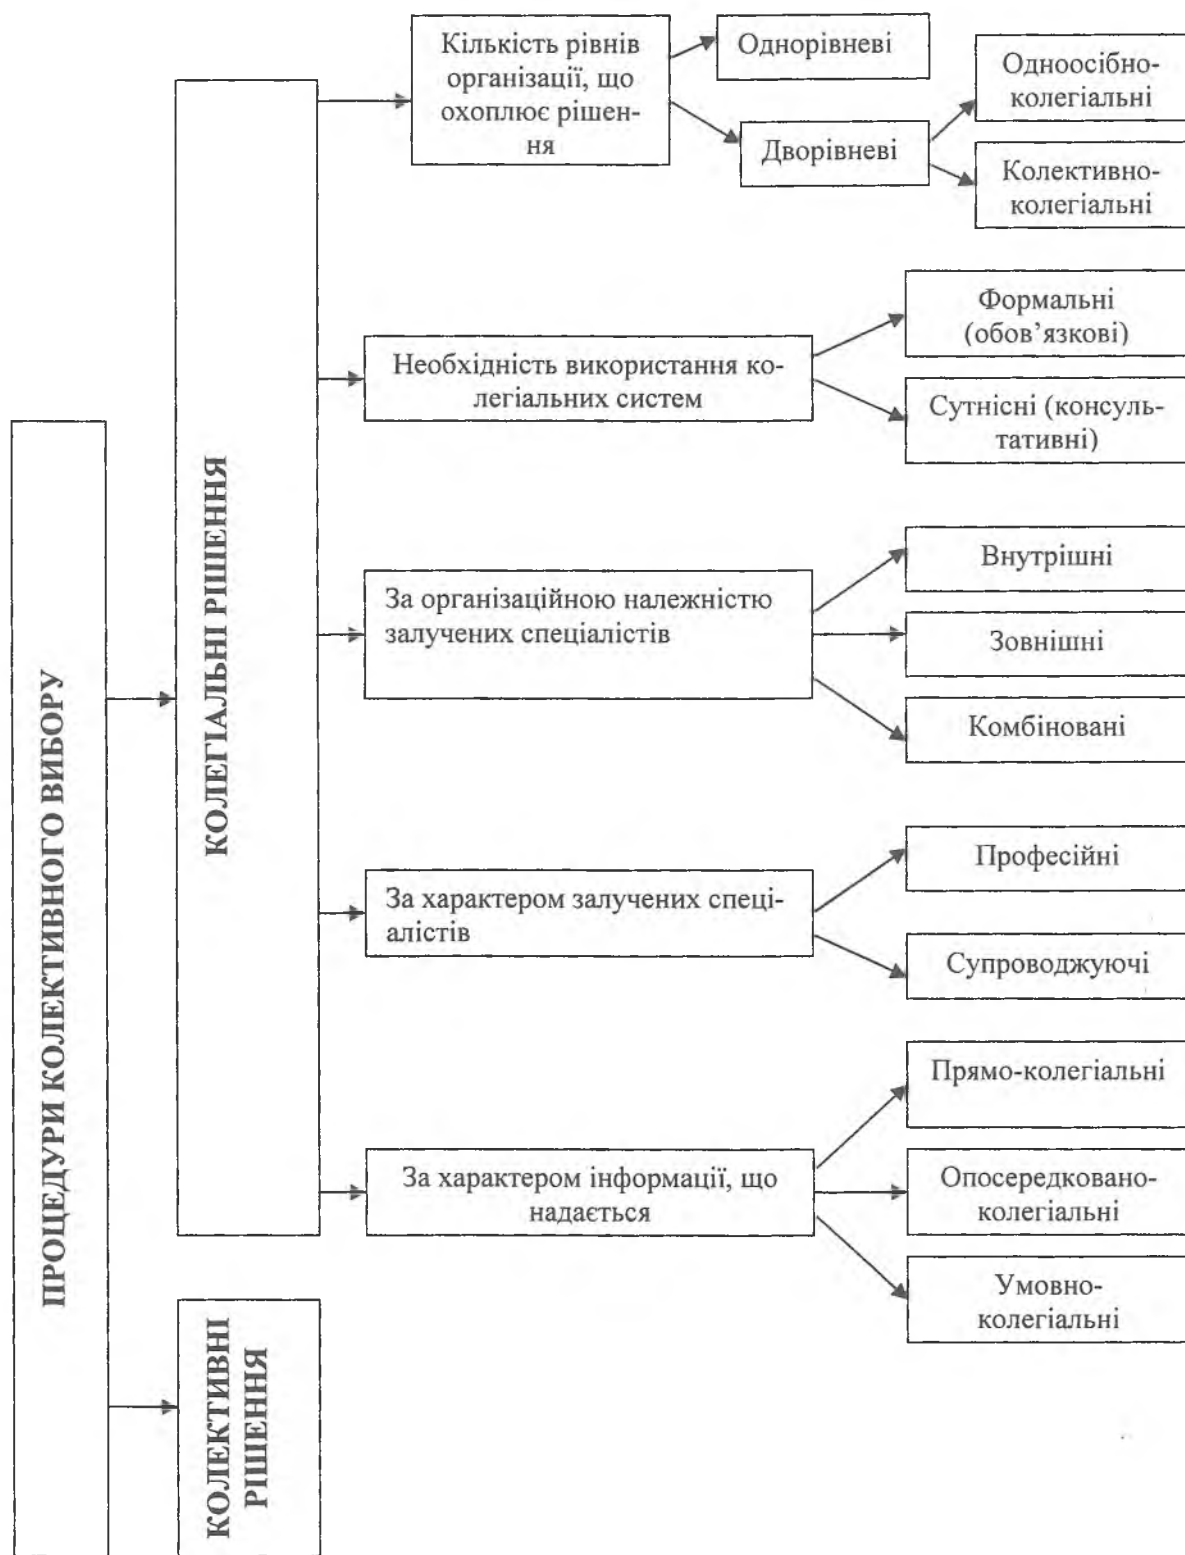 ПРОЦЕДУРИ КОЛЕКТИВНОГО ВИБОРУ
КОЛЕГІАЛЬНІ РІШЕННЯ
Кількість рівнів
організації, що
охоплює рішен-
ня
Однорівневі
Дворівневі
Одноосібно-
колегіальні
Колективно-
колегіальні
Необхідність використання ко-
легіальних систем
Формальні
(обов’язкові)
Сутнісні (консуль-
тативні)
За організаційною належністю
залучених спеціалістів
Внутрішні
Зовнішні
Комбіновані
За характером залучених спеці-
алістів
Професійні
Супроводжуючі
За характером інформації, що
надається
Прямо-колегіальні
Опосередковано-
колегіальні
Умовно-
колегіальні
КОЛЕКТИВНІ
РІШЕННЯ